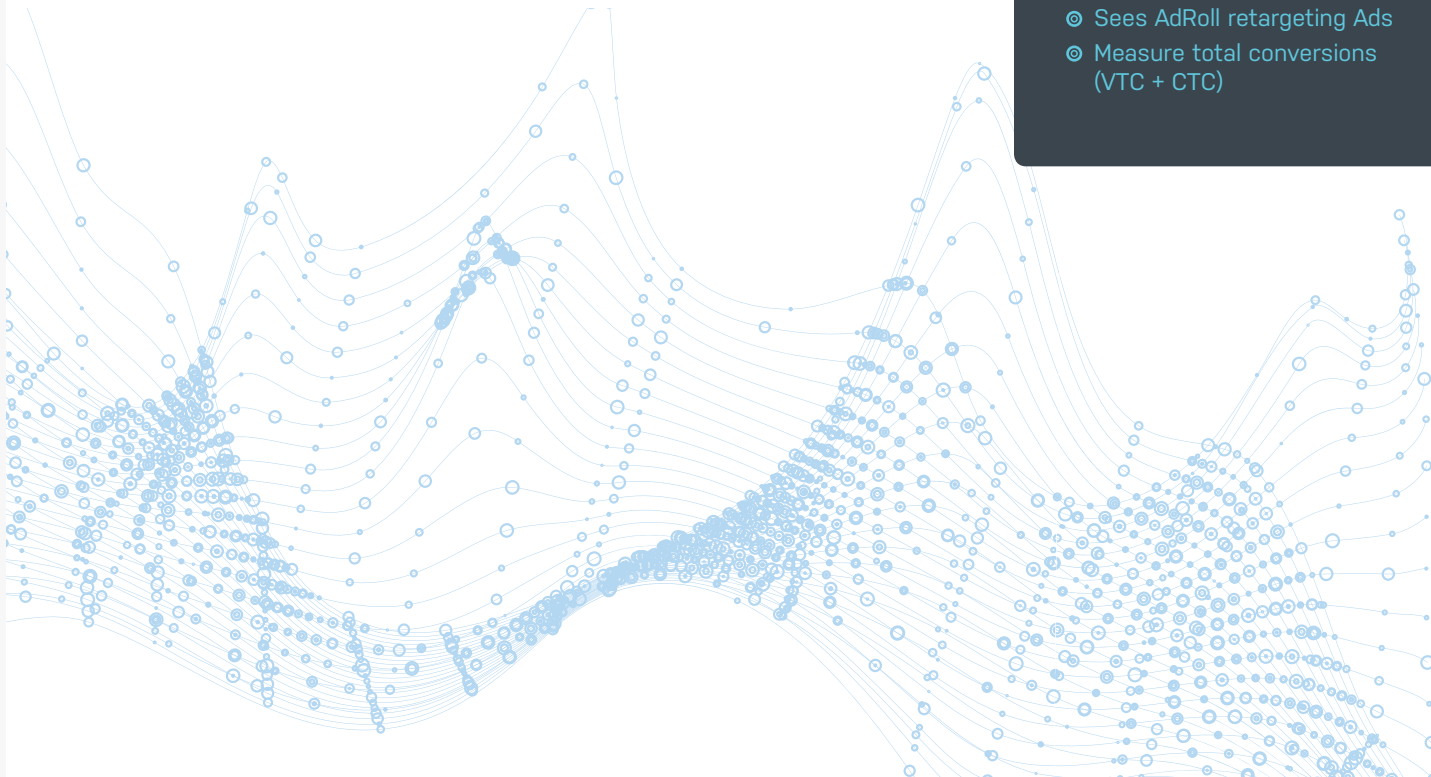 Sees AdRoll retargeting Ads
Measure total conversions
(VTC + CTC)